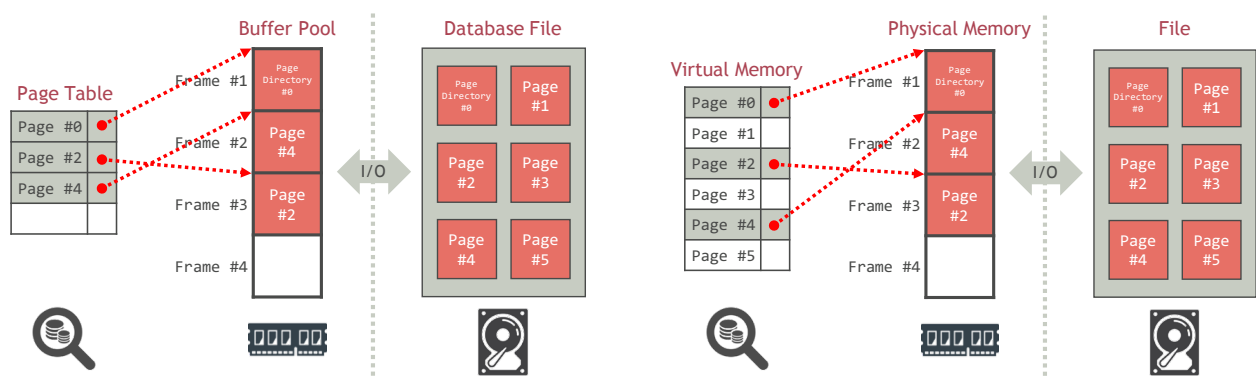 Buffer Pool
Database File
Page Table
Page #0
Page #2
Page #4
Frame #1
Frame #2
Frame #3
Frame #4
Page
Directory
#0
Page
#4
Page
#2
I/O
Page
Directory
#0
Page
#1
Page
#2
Page
#3
Page
#4
Page
#5
Physical Memory
File
Virtual Memory
Page #0
Page #1
Page #2
Page #3
Page #4
Page #5
Frame #1
Frame #2
Frame #3
Frame #4
Page
Directory
#0
Page
#4
Page
#2
I/O
Page
Directory
#0
Page
#1
Page
#2
Page
#3
Page
#4
Page
#5